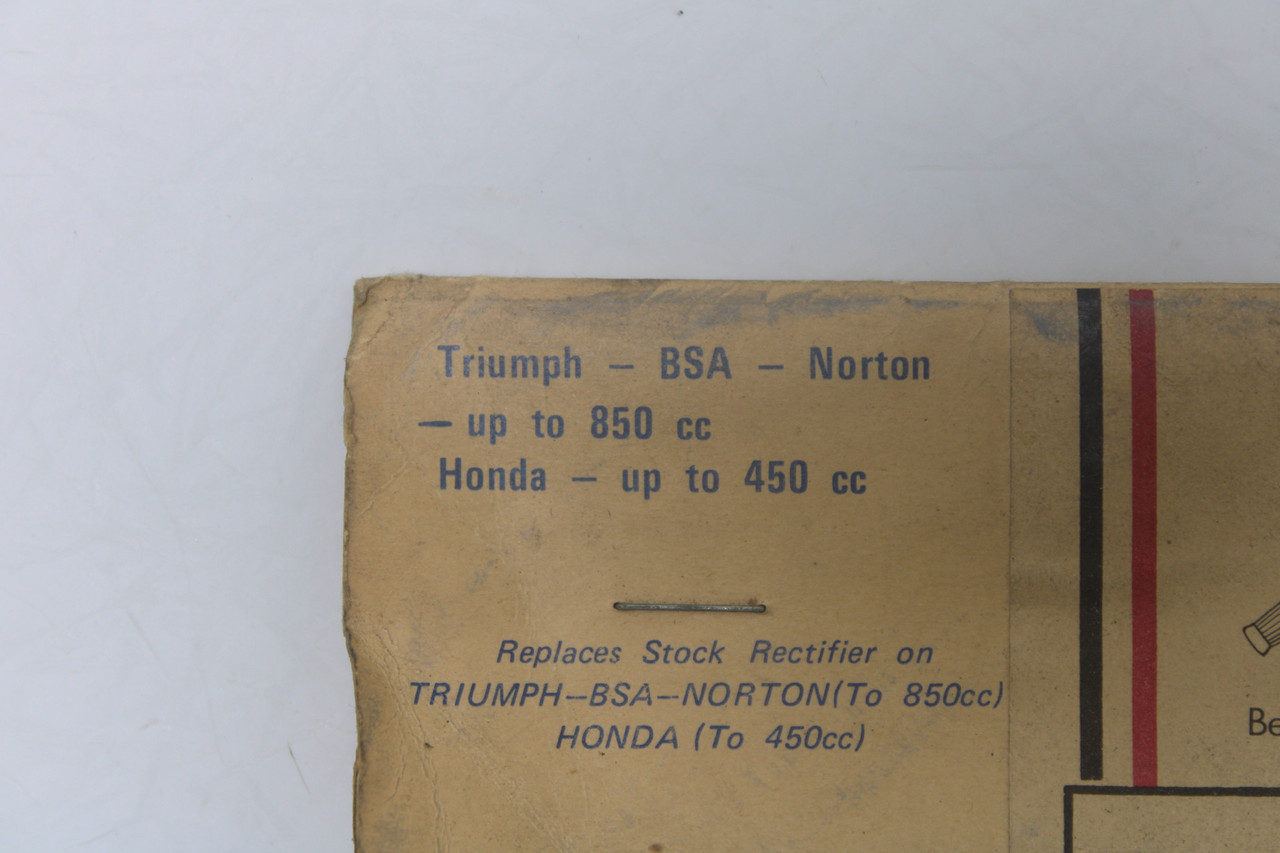 Triumph – BSA – Norton
– up to 850 cc
Honda – up to 450 cc
Replaces Stock Rectifier on
TRIUMPH–BSA–NORTON(To 850cc)
HONDA (To 450cc)
Be